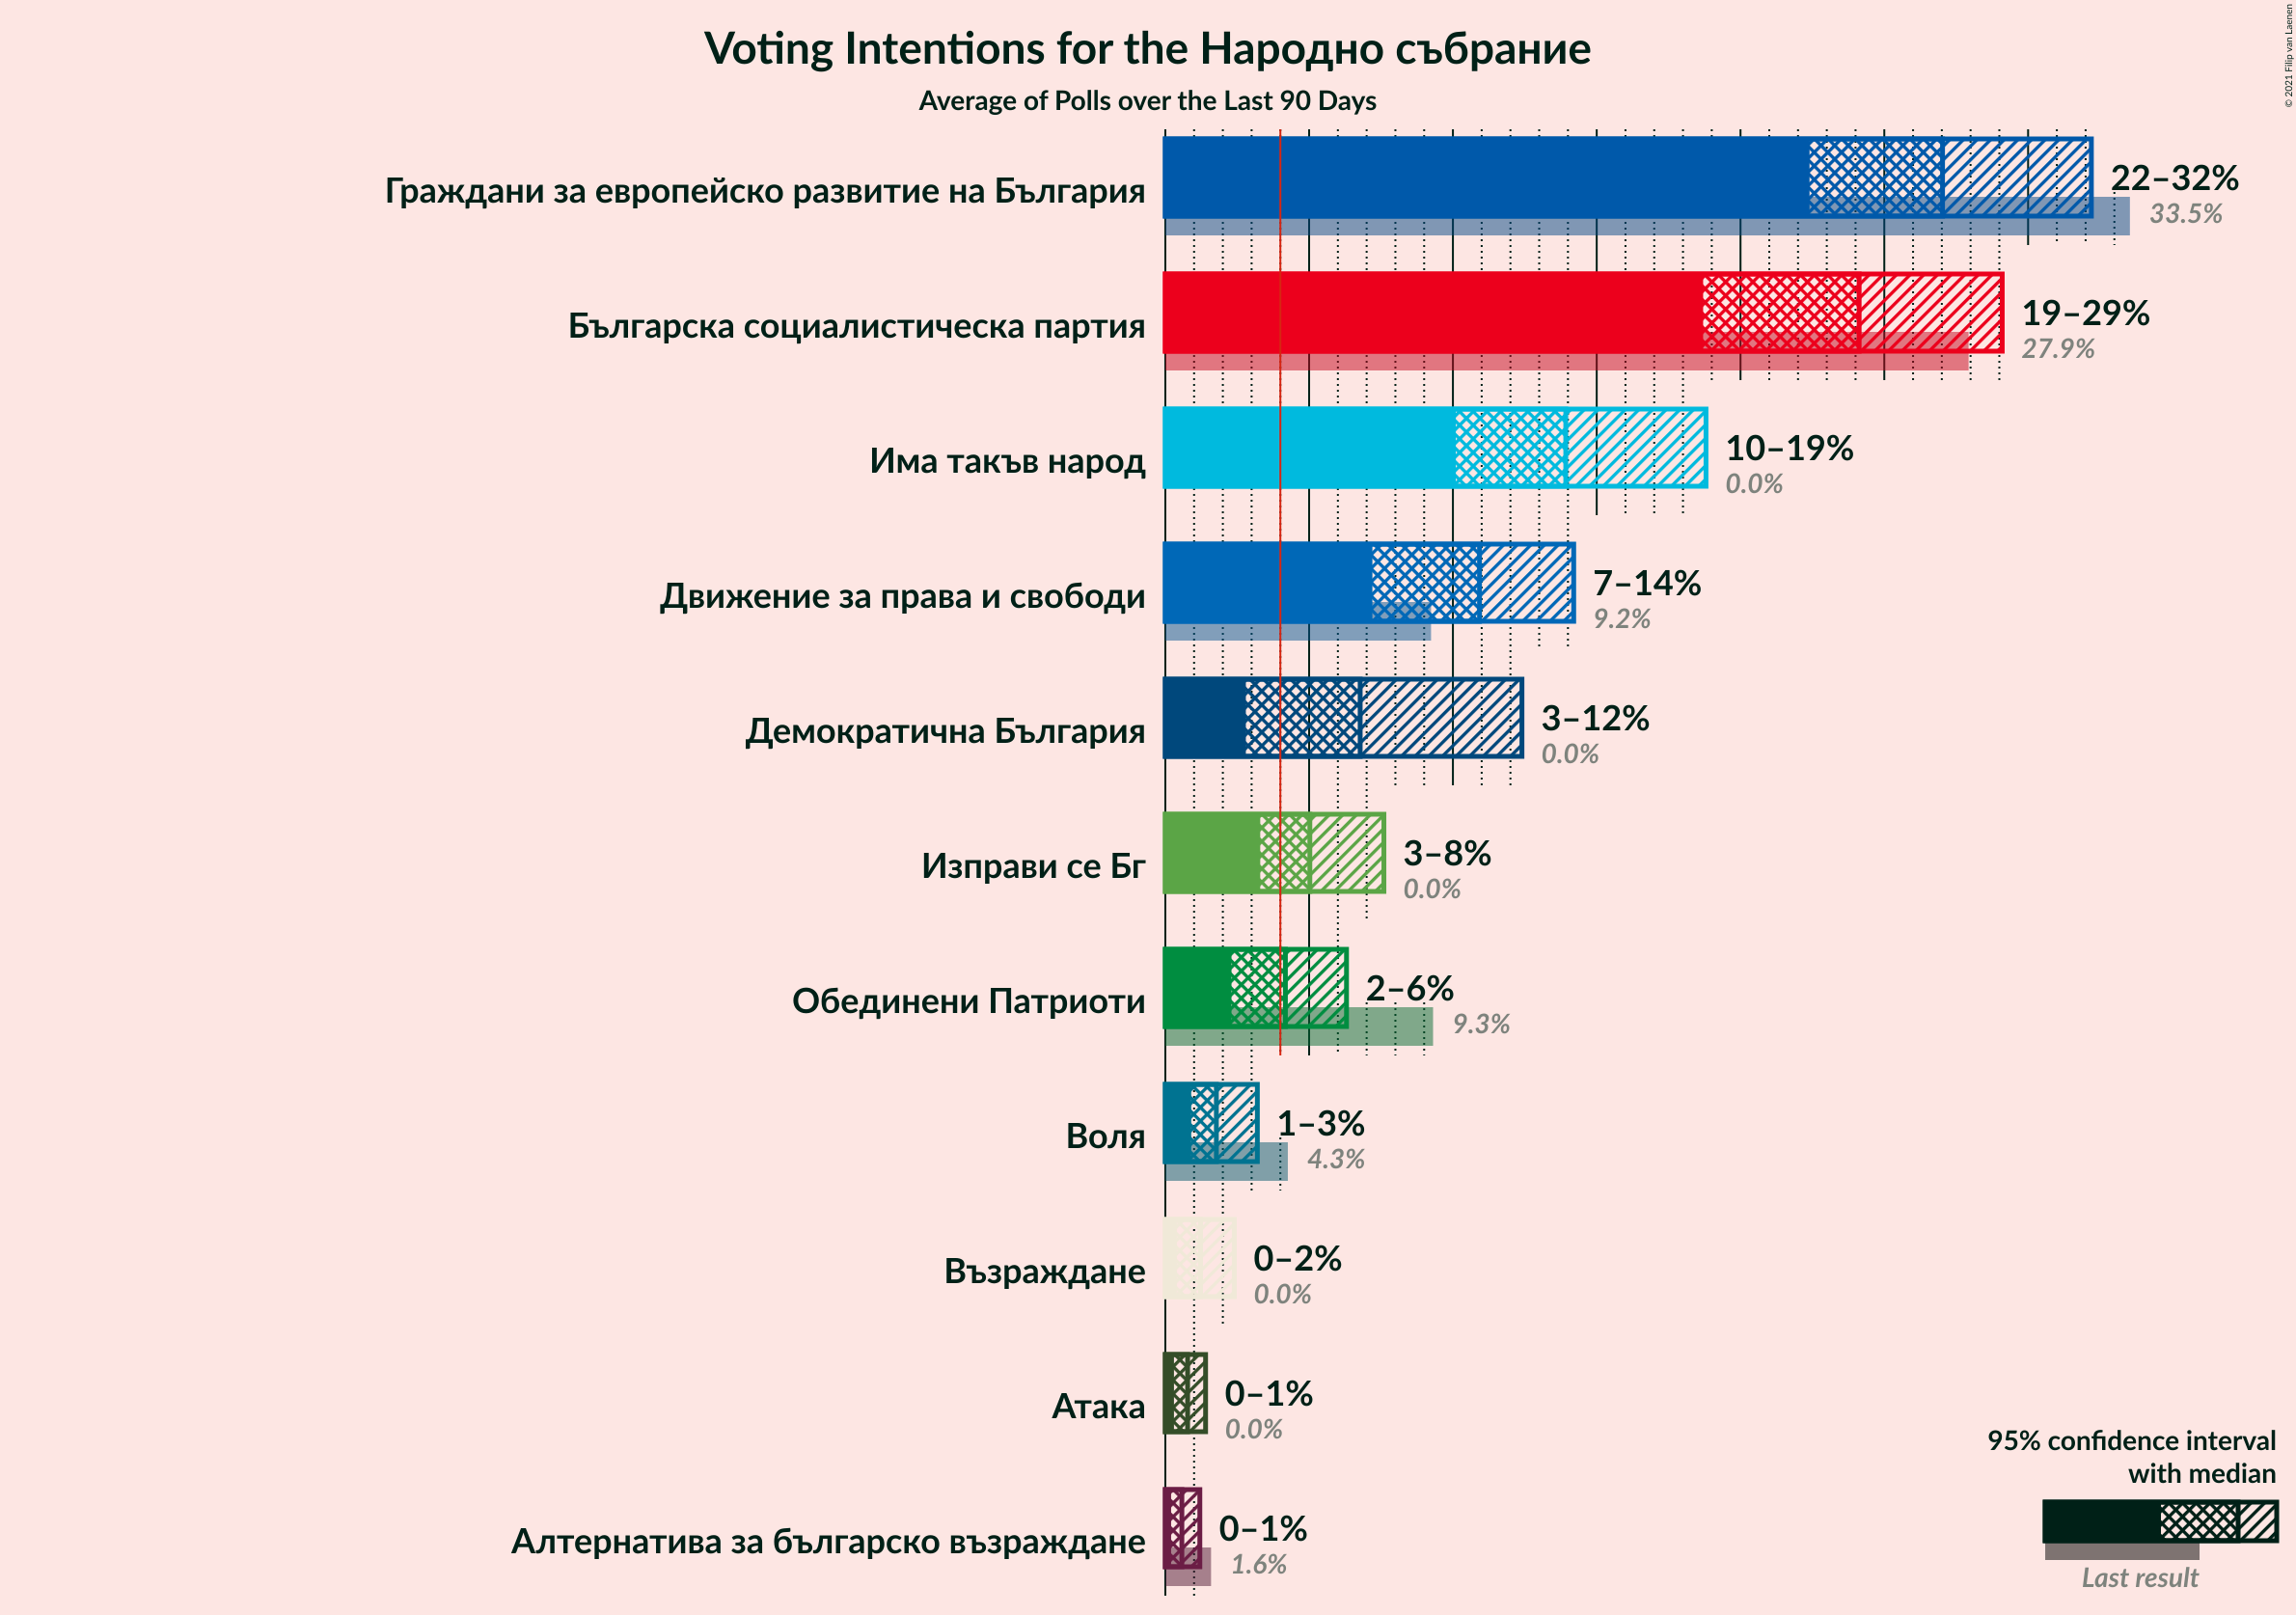 Voting Intentions for the Народно събрание
Average of Polls over the Last 90 Days
© 2021 Filip van Laenen
Граждани за европейско развитие на България
22–32%
33.5%
Българска социалистическа партия
19–29%
27.9%
Има такъв народ
10–19%
0.0%
Движение за права и свободи
7–14%
9.2%
Демократична България
3–12%
0.0%
Изправи се Бг
3–8%
0.0%
Обединени Патриоти
2–6%
9.3%
Воля
1–3%
4.3%
Възраждане
0–2%
0.0%
Атака
0–1%
0.0%
Алтернатива за българско възраждане
0–1%
1.6%
95% confidence interval
with median
Last result